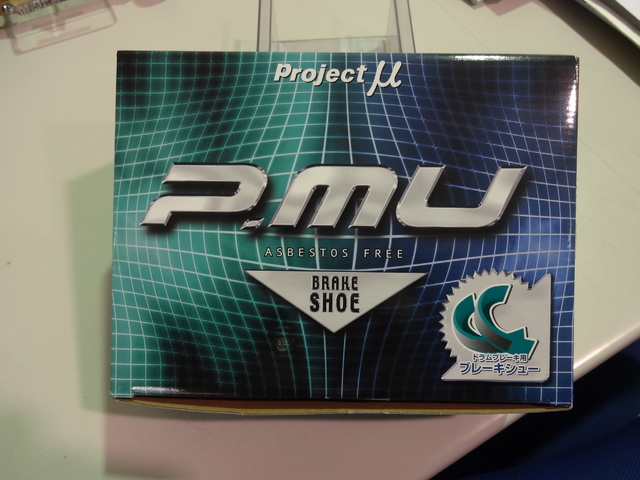 Project μ
P.MU
ASBESTOS FREE
BRAKE
SHOE
ドラムブレーキ用
ブレーキシュー